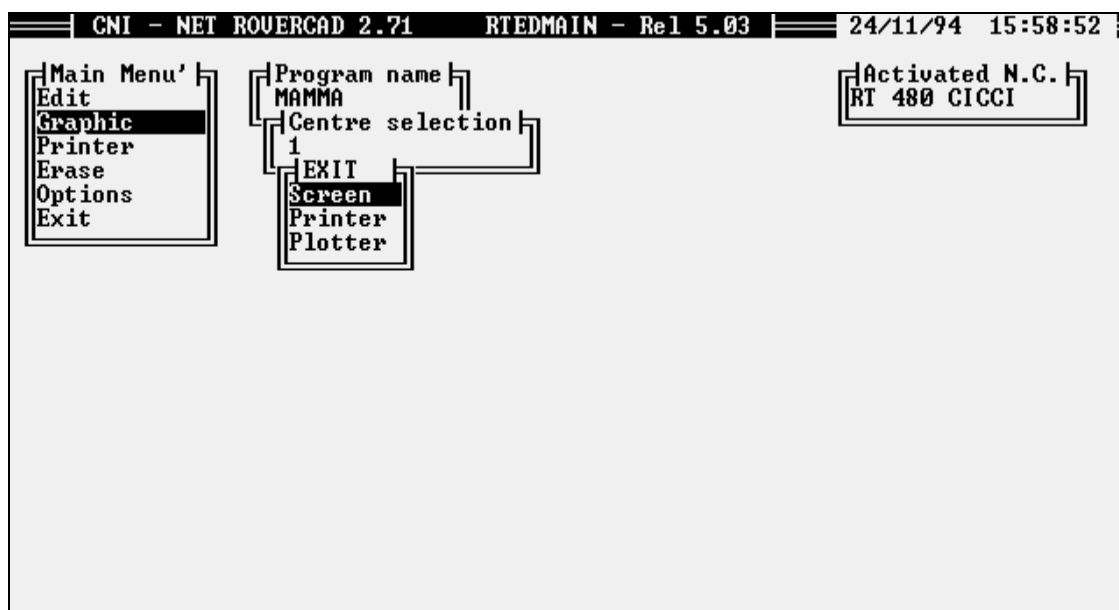 CNI - NET ROVERCAD 2.71 RTEDMAIN - Rel 5.03 24/11/94 15:58:52
Main Menu'
Edit
Graphic
Printer
Erase
Options
Exit
Program name
MAMMA
Centre selection
1
EXIT
Screen
Printer
Plotter
Activated N.C.
RT 480 CICCI